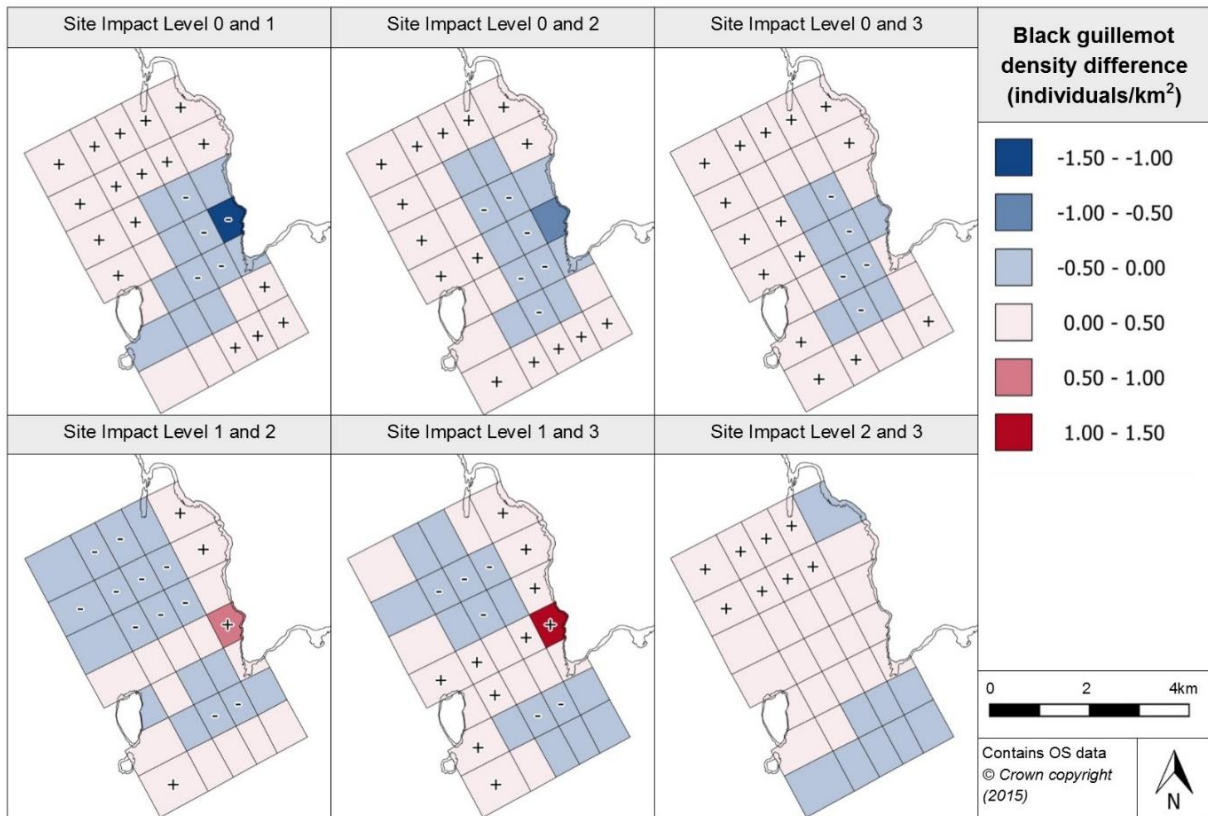 Site Impact Level 0 and 1
Site Impact Level 0 and 2
Site Impact Level 0 and 3
Black guillemot
density difference
(individuals/km²)
-1.50 - -1.00
-1.00 - -0.50
-0.50 - 0.00
0.00 - 0.50
0.50 - 1.00
1.00 - 1.50
Site Impact Level 1 and 2
Site Impact Level 1 and 3
Site Impact Level 2 and 3
0 2 4km
Contains OS data
© Crown copyright
(2015)
N